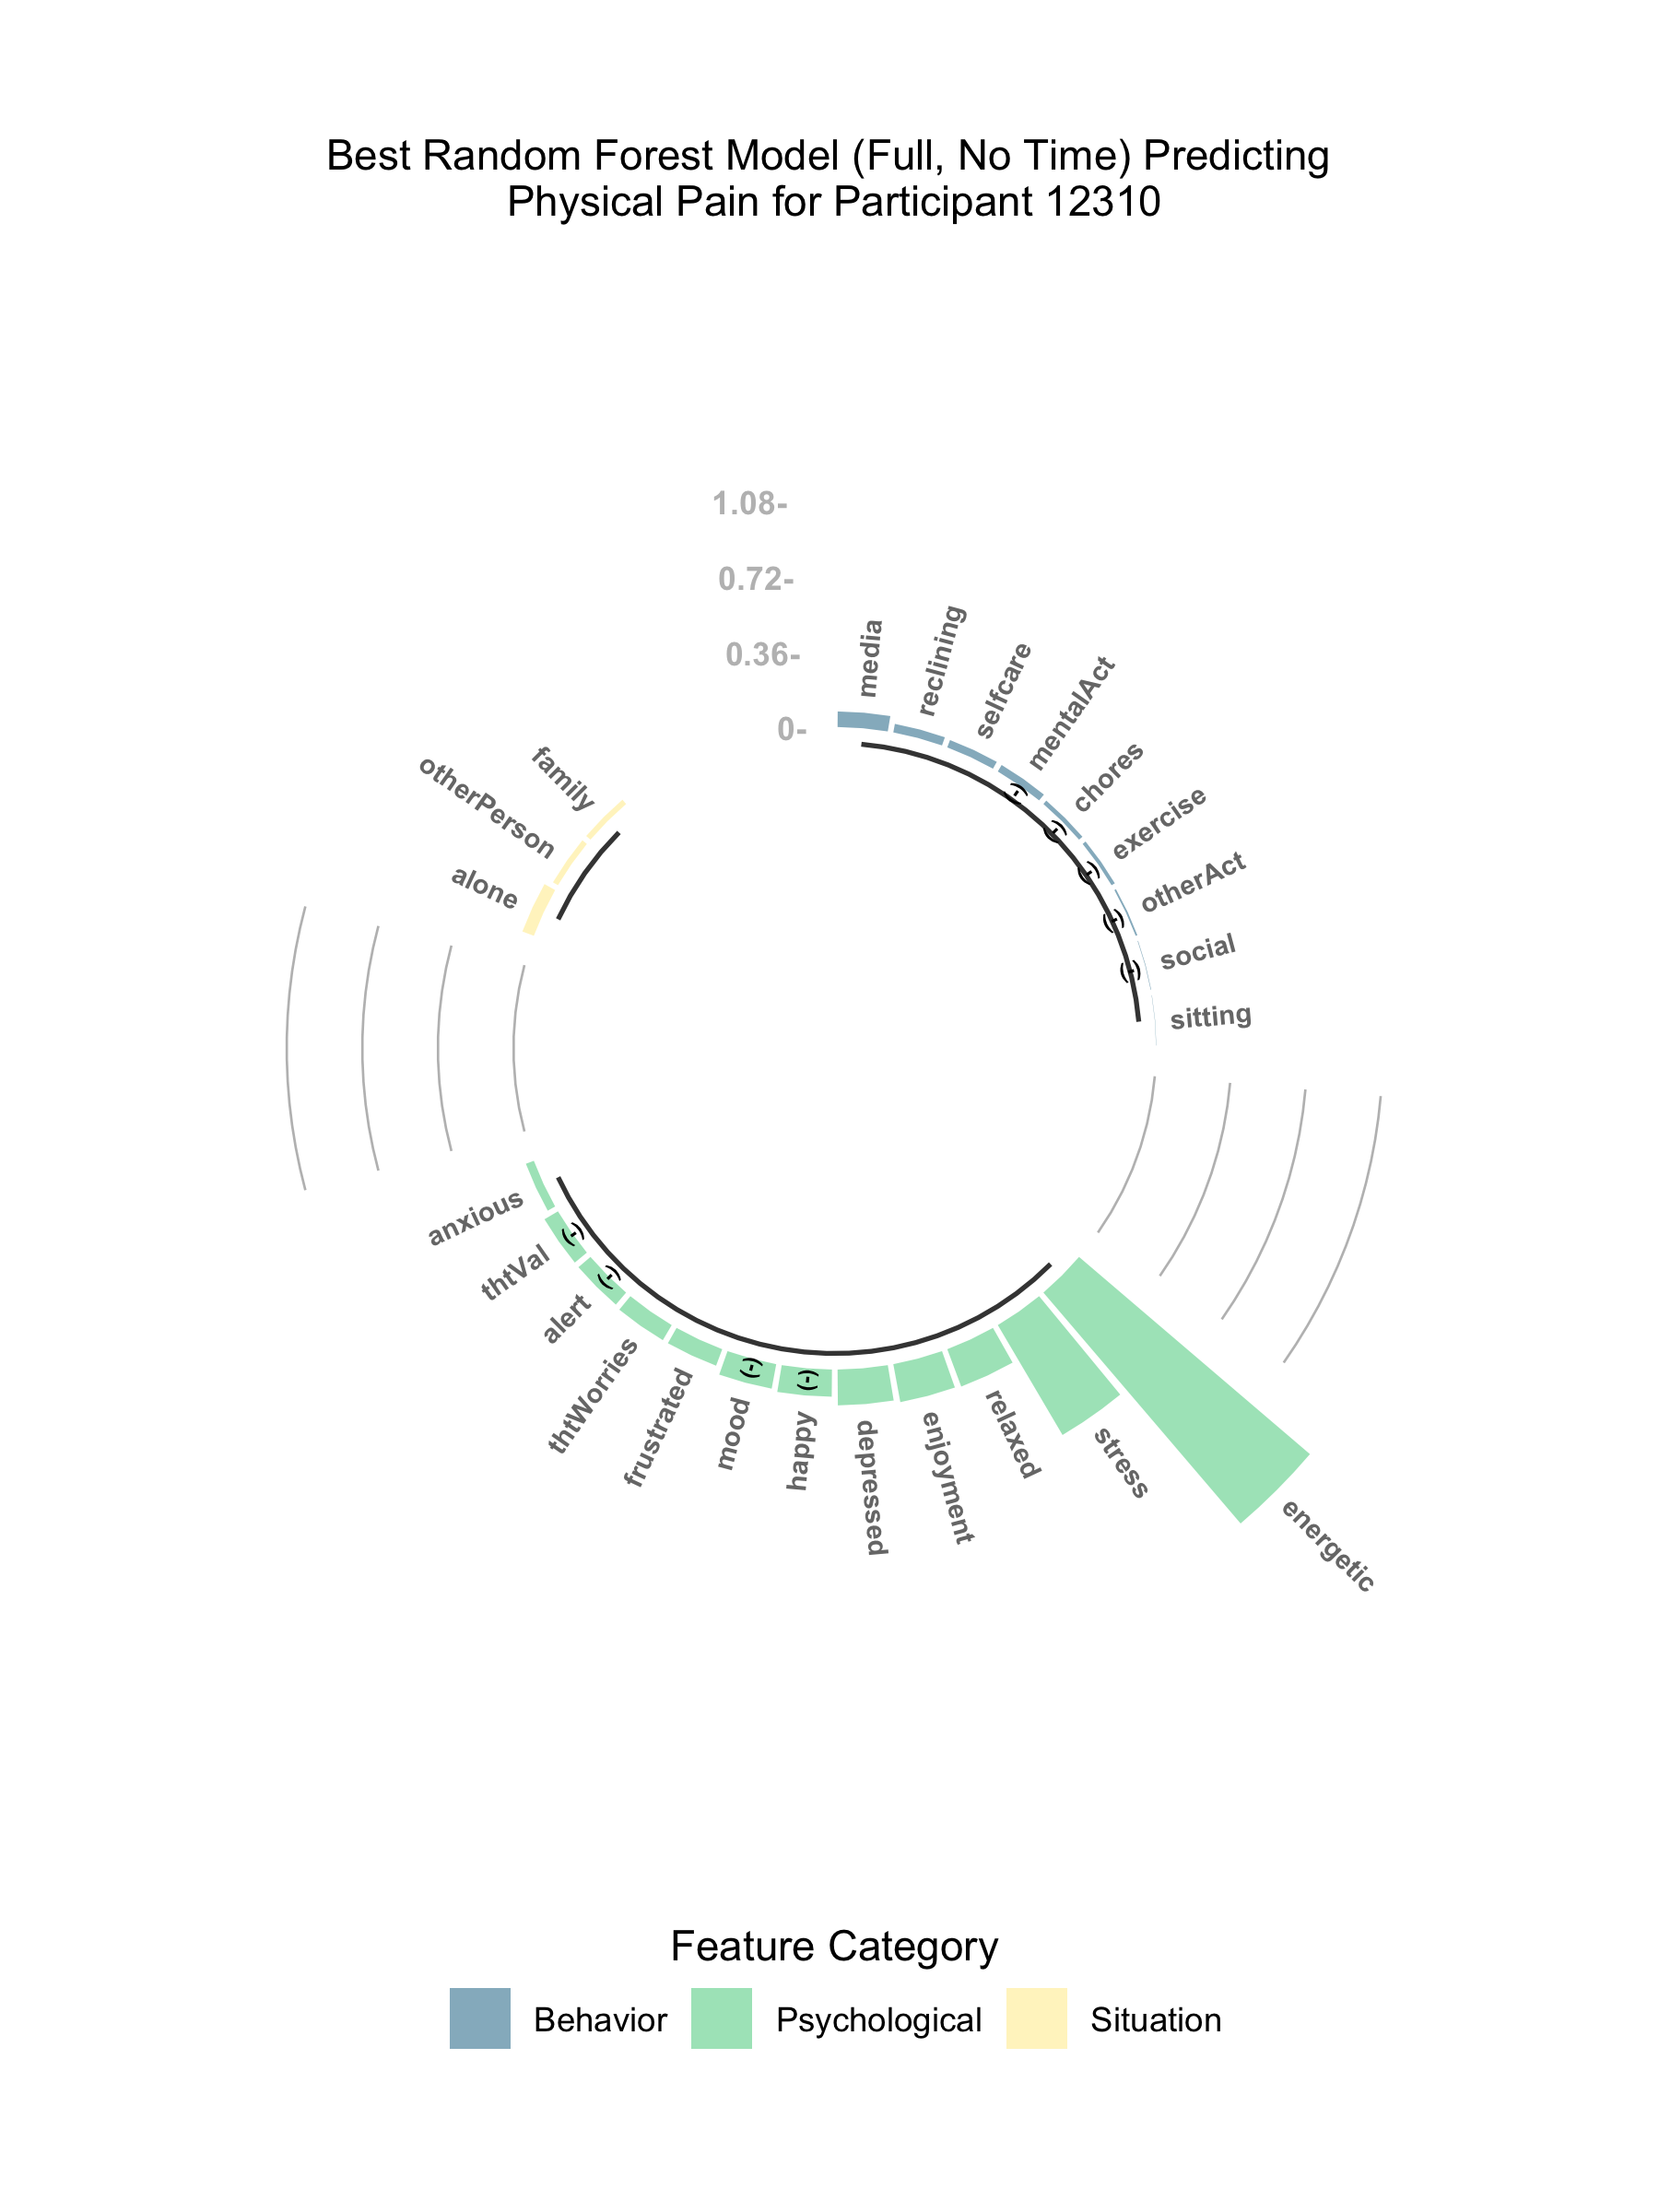 Best Random Forest Model (Full, No Time) Predicting
Physical Pain for Participant 12310
1.08-
0.72-
0.36-
0-
media
reclining
selfcare
mentalAct
chores
exercise
otherAct
social
sitting
family
otherPerson
alone
(-)
(-)
(-)
(-)
(-)
anxious
thtVal
alert
thtWorries
frustrated
mood
happy
depressed
enjoyment
relaxed
stress
energetic
(-)
(-)
(-)
(-)
Feature Category
Behavior
Psychological
Situation